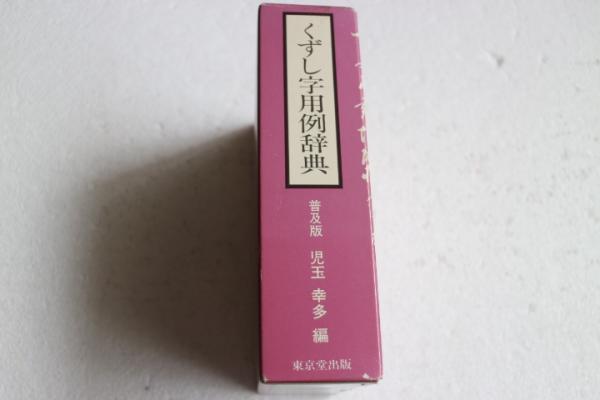 くずし字用例辞典
普及版 児玉 幸多 編
東京堂出版